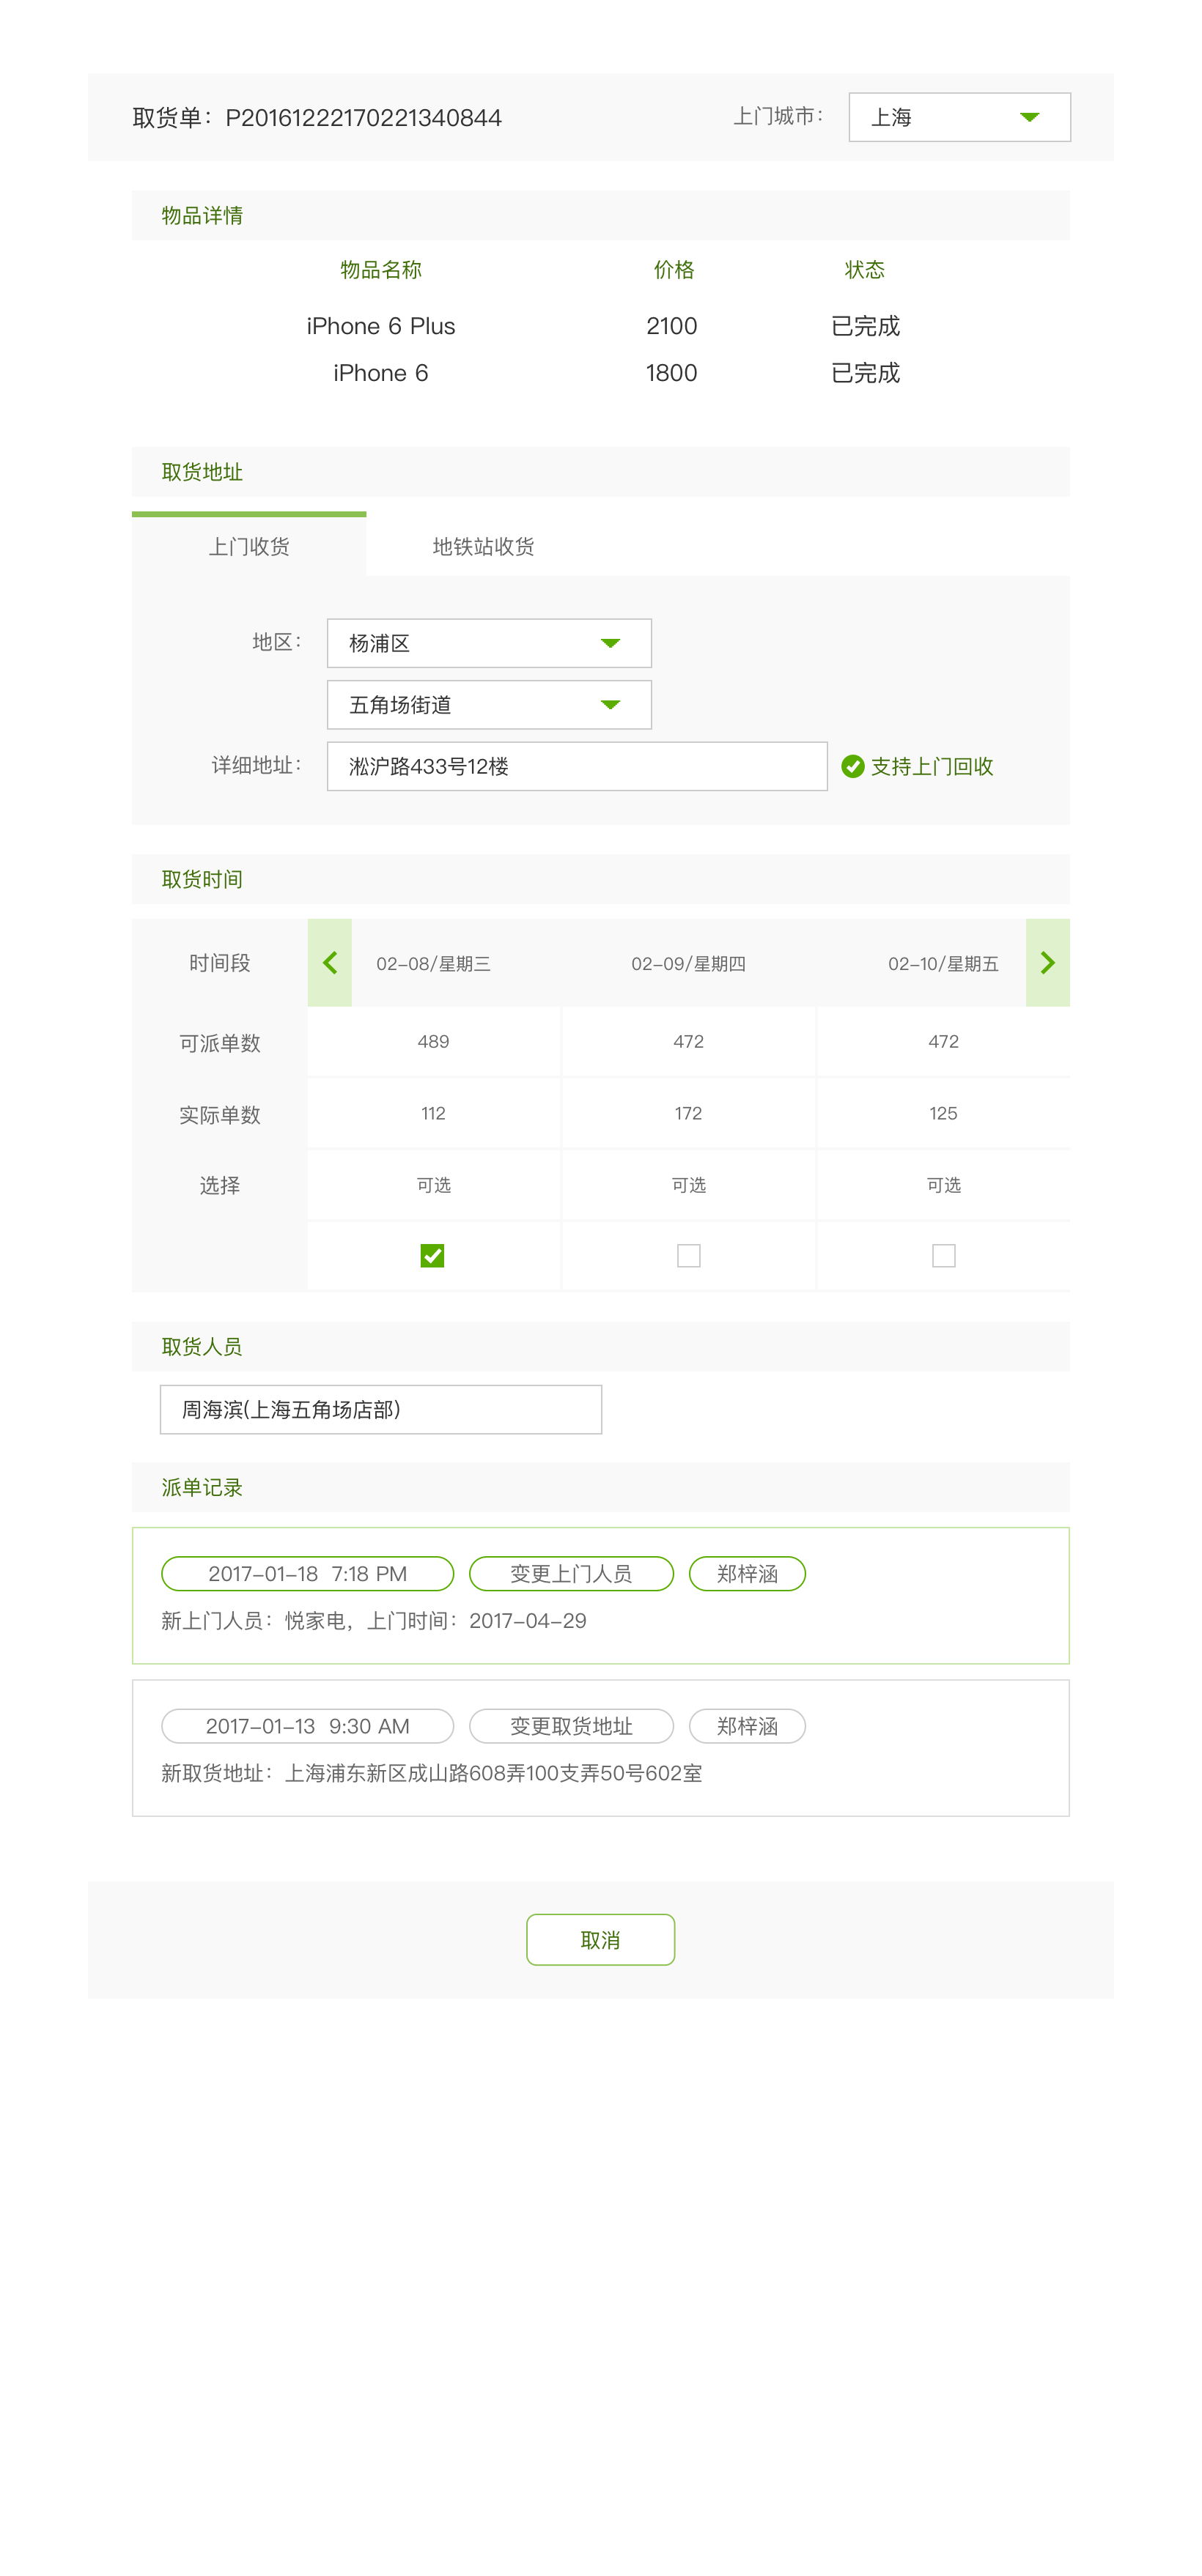 取货单：P20161222170221340844 上门城市： 上海
物品详情
物品名称 价格 状态
iPhone 6 Plus 2100 已完成
iPhone 6 1800 已完成
取货地址
上门收货 地铁站收货
地区： 杨浦区
五角场街道
详细地址： 淞沪路433号12楼 支持上门回收
取货时间
时间段 02-08/星期三 02-09/星期四 02-10/星期五
可派单数 489 472 472
实际单数 112 172 125
选择 可选 可选 可选
取货人员
周海滨(上海五角场店部)
派单记录
2017-01-18 7:18 PM 变更上门人员 郑梓涵
新上门人员：悦家电，上门时间：2017-04-29
2017-01-13 9:30 AM 变更取货地址 郑梓涵
新取货地址：上海浦东新区成山路608弄100支弄50号602室
取消